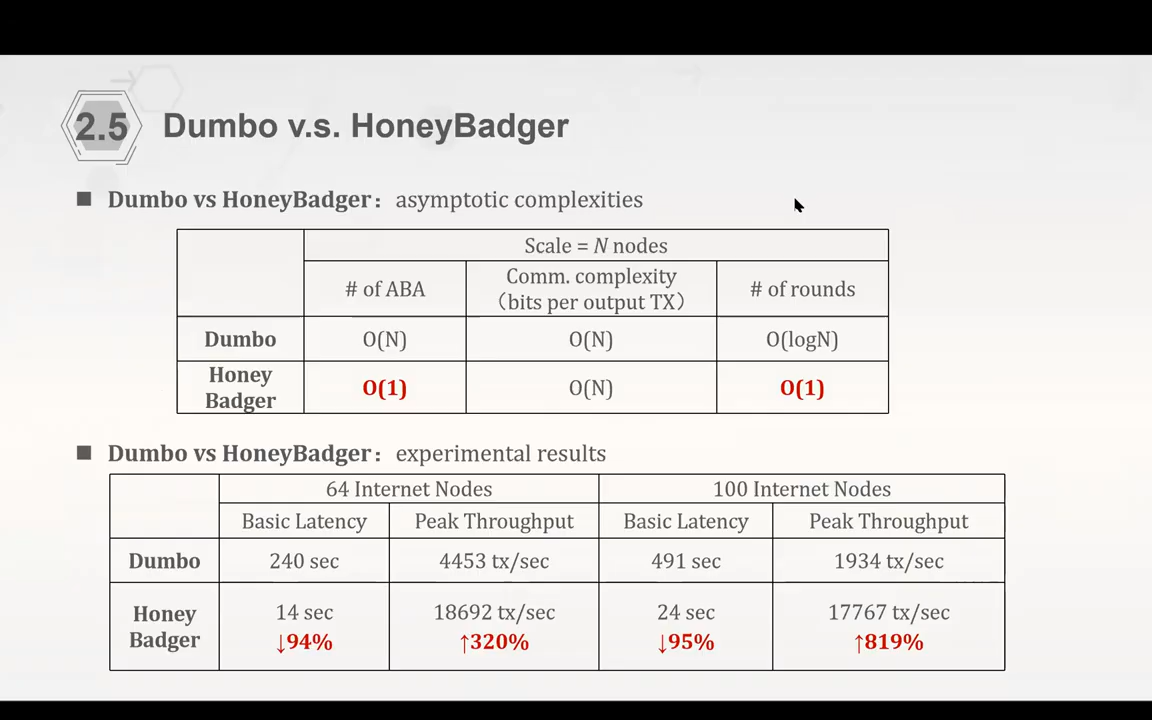 2.5 Dumbo v.s. HoneyBadger
■ Dumbo vs HoneyBadger：asymptotic complexities
Scale = N nodes
# of ABA
Comm. complexity
（bits per output TX）
# of rounds
Dumbo O(N) O(N) O(logN)
Honey
Badger
O(1) O(N) O(1)
■ Dumbo vs HoneyBadger：experimental results
64 Internet Nodes 100 Internet Nodes
Basic Latency Peak Throughput Basic Latency Peak Throughput
Dumbo 240 sec 4453 tx/sec 491 sec 1934 tx/sec
Honey
Badger
14 sec 18692 tx/sec 24 sec 17767 tx/sec
↓94% ↑320% ↓95% ↑819%